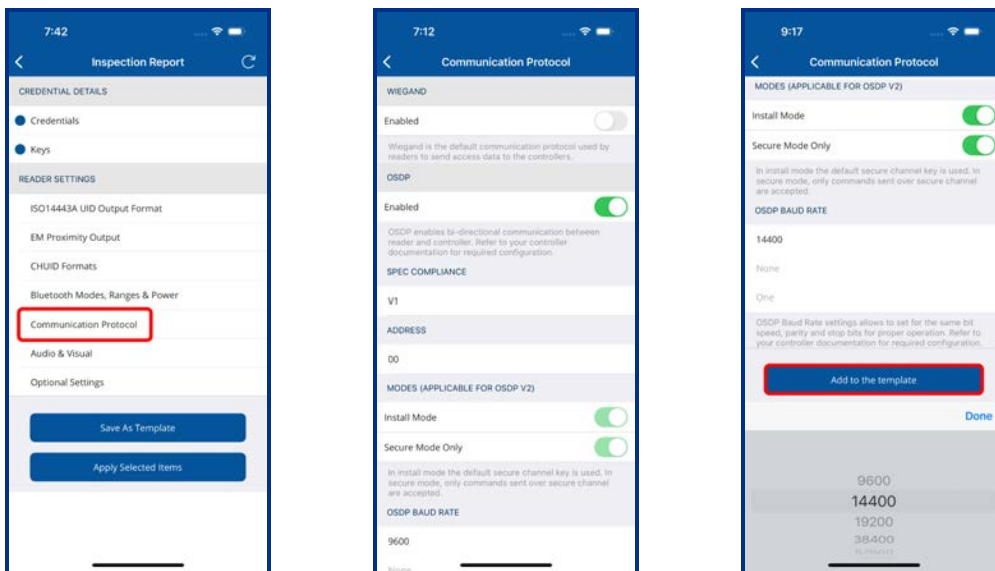 7:42
Inspection Report
CREDENTIAL DETAILS
Credentials
Keys
READER SETTINGS
ISO14443A UID Output Format
EM Proximity Output
CHUID Formats
Bluetooth Modes, Ranges & Power
Communication Protocol
Audio & Visual
Optional Settings
Save As Template
Apply Selected Items
7:12
Communication Protocol
WIEGAND
Enabled
Wiegand is the default communication protocol used by
readers to send access data to the controllers.
OSDP
Enabled
OSDP enables bi-directional communication between
reader and controller. Refer to your controller
documentation for required configuration.
SPEC COMPLIANCE
V1
ADDRESS
00
MODES (APPLICABLE FOR OSDP V2)
Install Mode
Secure Mode Only
In install mode the default secure channel key is used. In
secure mode, only commands sent over secure channel
are accepted.
OSDP BAUD RATE
9600
None
9:17
Communication Protocol
MODES (APPLICABLE FOR OSDP V2)
Install Mode
Secure Mode Only
In install mode the default secure channel key is used. In
secure mode, only commands sent over secure channel
are accepted.
OSDP BAUD RATE
14400
None
One
OSDP Baud Rate settings allows to set for the same bit
speed, parity and stop bits for proper operation. Refer to
your controller documentation for required configuration.
Add to the template
Done
9600
14400
19200
38400